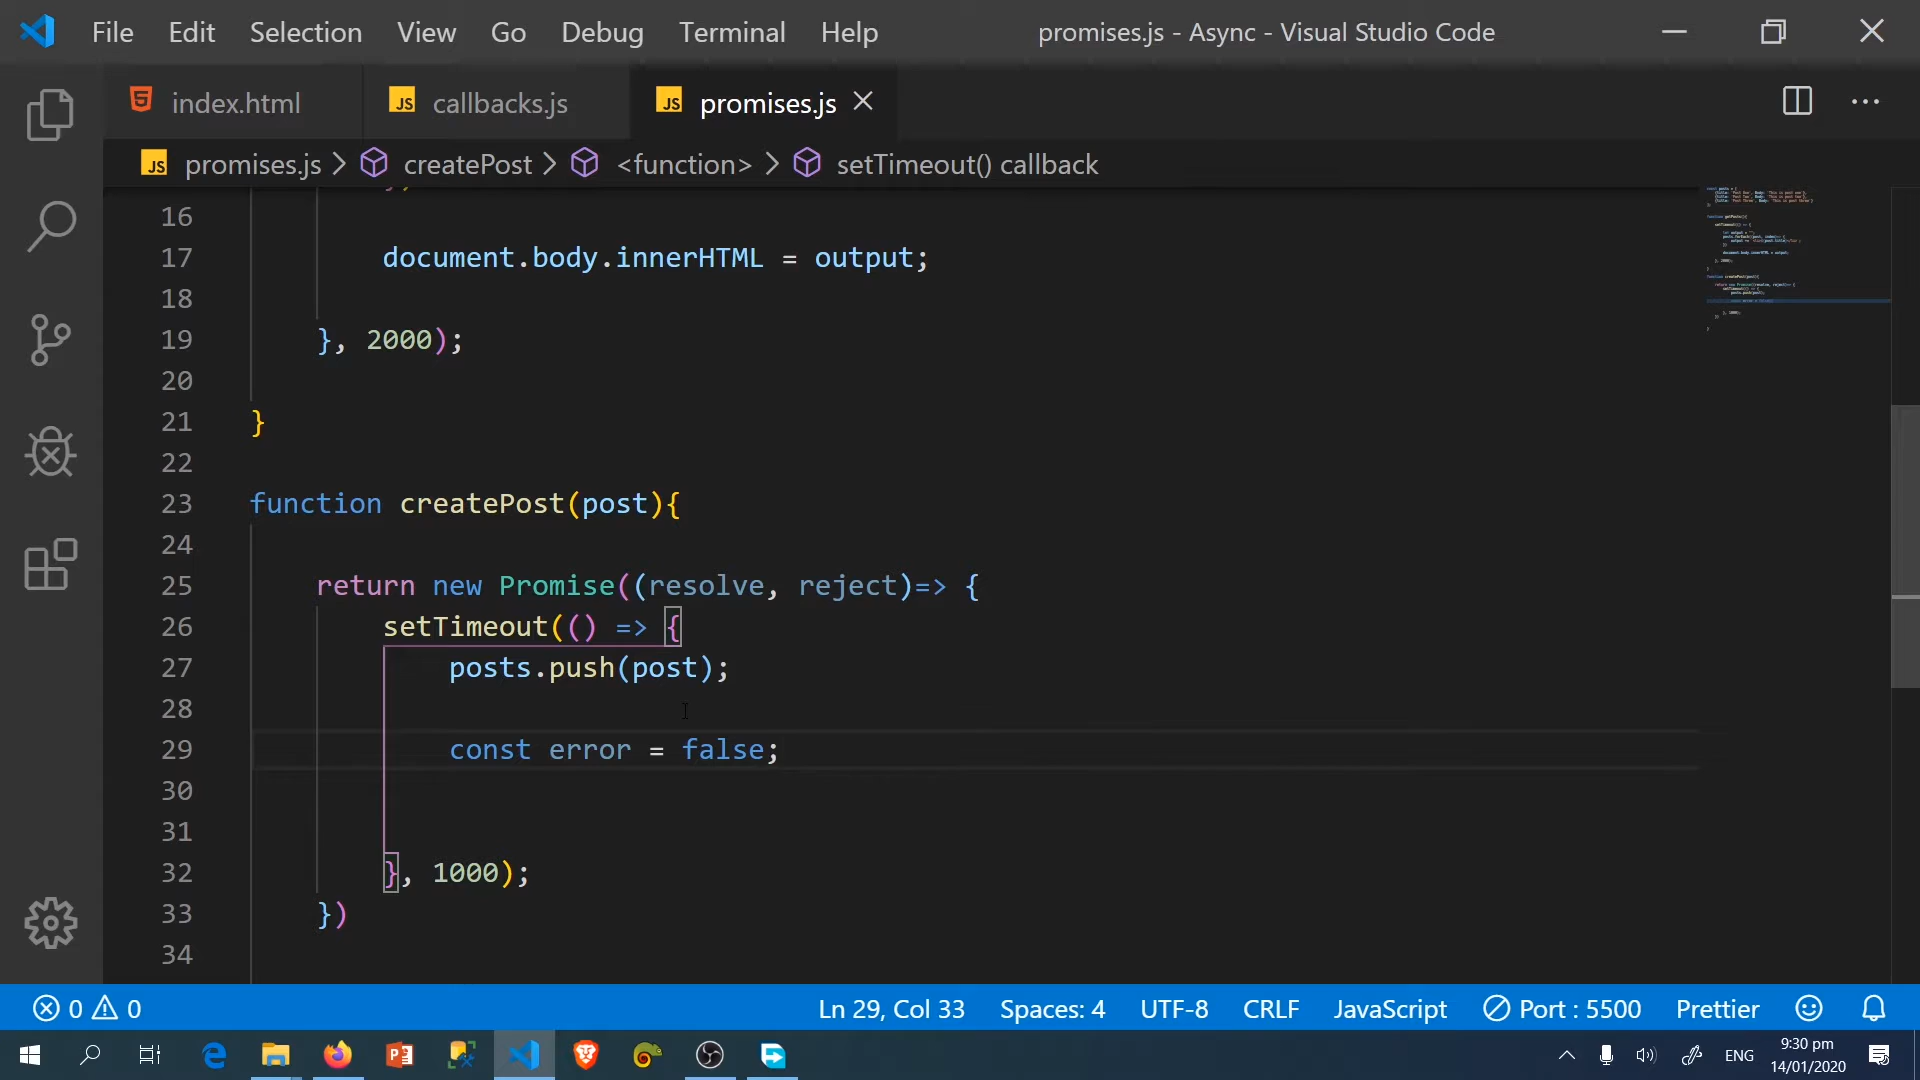 File Edit Selection View Go Debug Terminal Help promises.js - Async - Visual Studio Code
index.html JS callbacks.js JS promises.js
JS promises.js > createPost > <function> > setTimeout() callback
16
17 document.body.innerHTML = output;
18
19 }, 2000);
20
21 }
22
23 function createPost(post){
24
25 return new Promise((resolve, reject)=> {
26 setTimeout(() => {
27 posts.push(post);
28
29 const error = false;
30
31
32 }, 1000);
33 })
34
0 0 Ln 29, Col 33 Spaces: 4 UTF-8 CRLF JavaScript Port : 5500 Prettier
ENG 9:30 pm
14/01/2020